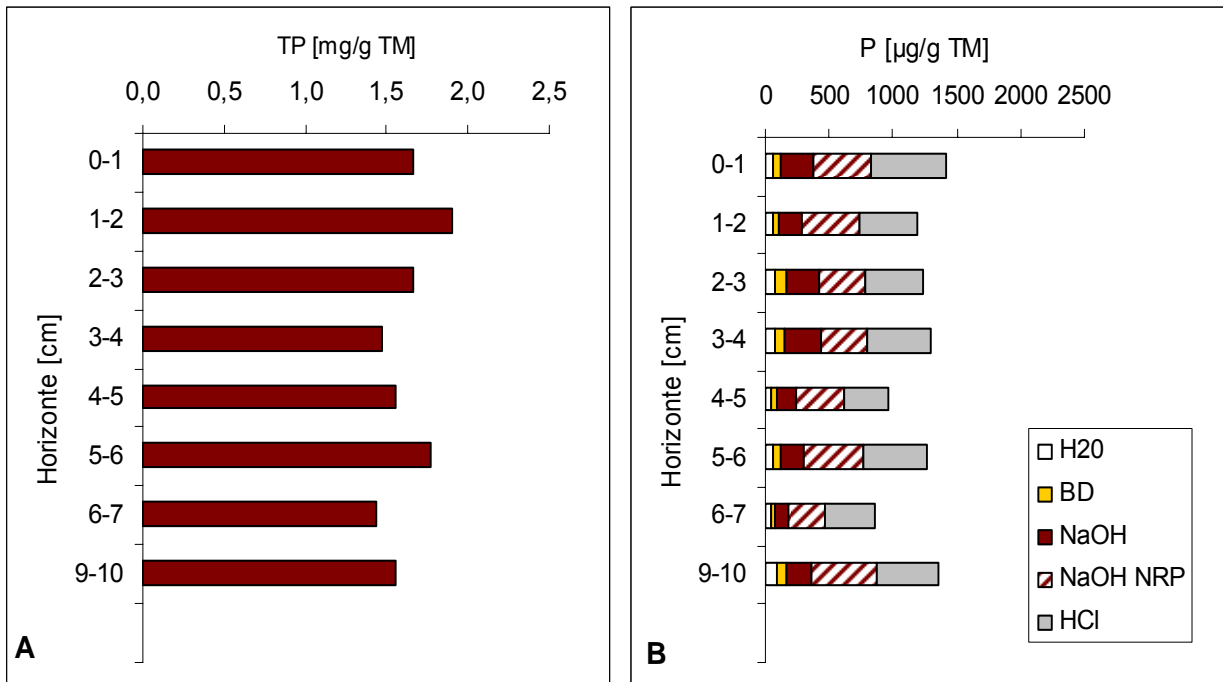 TP [mg/g TM]
0,0 0,5 1,0 1,5 2,0 2,5
Horizonte [cm]
0-1
1-2
2-3
3-4
4-5
5-6
6-7
9-10
A
P [µg/g TM]
0 500 1000 1500 2000 2500
Horizonte [cm]
0-1
1-2
2-3
3-4
4-5
5-6
6-7
9-10
H20
BD
NaOH
NaOH NRP
HCl
B